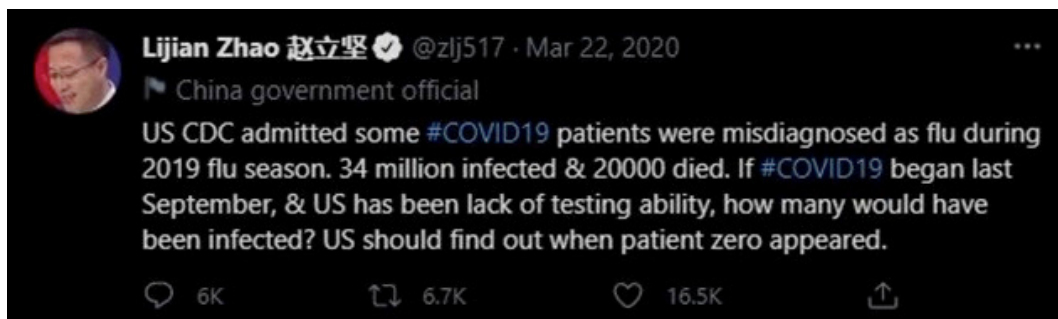 Lijian Zhao 赵立坚 @zlj517 · Mar 22, 2020
China government official
US CDC admitted some #COVID19 patients were misdiagnosed as flu during
2019 flu season. 34 million infected & 20000 died. If #COVID19 began last
September, & US has been lack of testing ability, how many would have
been infected? US should find out when patient zero appeared.
6K 6.7K 16.5K